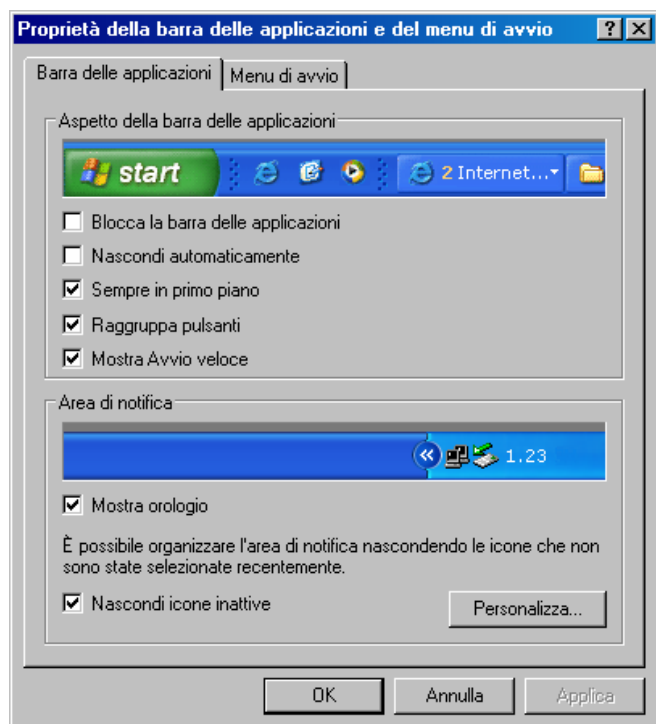 Proprietà della barra delle applicazioni e del menu di avvio
Barra delle applicazioni
Menu di avvio
Aspetto della barra delle applicazioni
start
2 Internet...
Blocca la barra delle applicazioni
Nascondi automaticamente
Sempre in primo piano
Raggruppa pulsanti
Mostra Avvio veloce
Area di notifica
1.23
Mostra orologio
È possibile organizzare l'area di notifica nascondendo le icone che non
sono state selezionate recentemente.
Nascondi icone inattive
Personalizza...
OK
Annulla
Applica